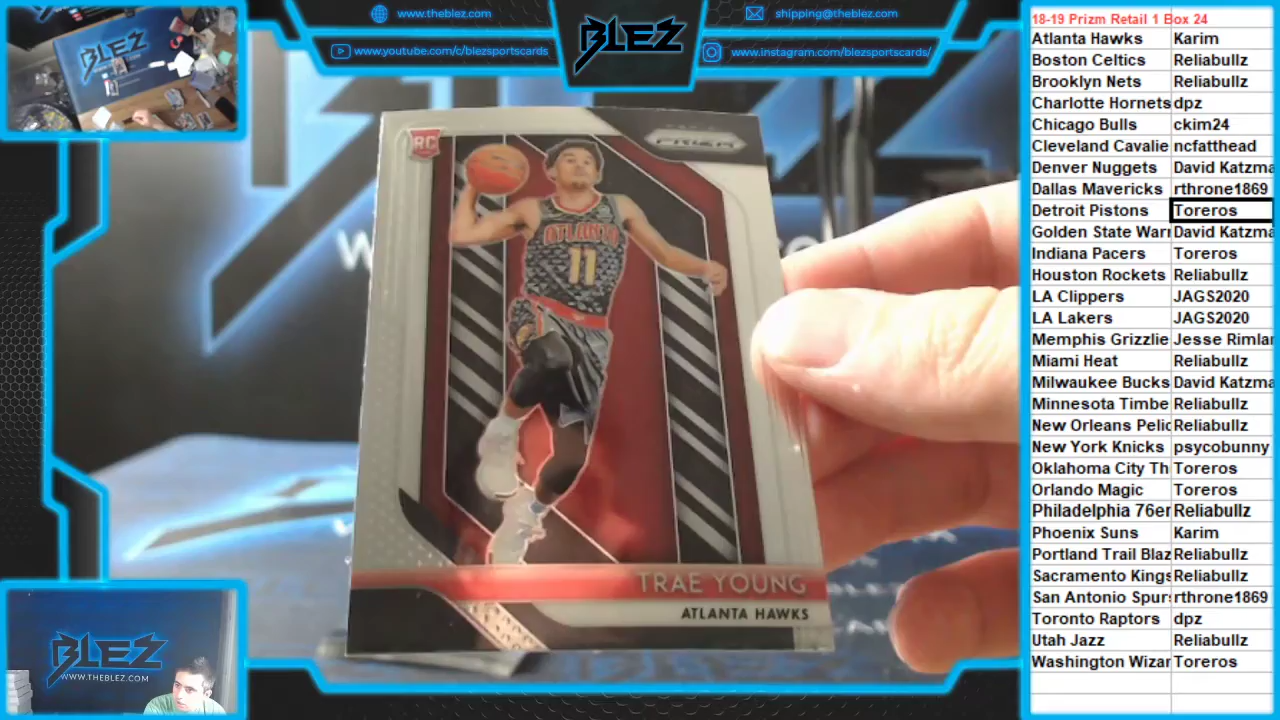 BLEZ
www.theblez.com
www.youtube.com/c/blezsportscards
BLEZ
shipping@theblez.com
www.instagram.com/blezsportscards/
RC
PRIZM
ATLANTA
11
TRAE YOUNG
ATLANTA HAWKS
BLEZ
WWW.THEBLEZ.COM
18-19 Prizm Retail 1 Box 24
Atlanta Hawks Karim
Boston Celtics Reliabullz
Brooklyn Nets Reliabullz
Charlotte Hornets dpz
Chicago Bulls ckim24
Cleveland Cavalie ncfatthead
Denver Nuggets David Katzma
Dallas Mavericks rthrone1869
Detroit Pistons Toreros
Golden State Warr David Katzma
Indiana Pacers Toreros
Houston Rockets Reliabullz
LA Clippers JAGS2020
LA Lakers JAGS2020
Memphis Grizzlie Jesse Rimlar
Miami Heat Reliabullz
Milwaukee Bucks David Katzma
Minnesota Timbe Reliabullz
New Orleans Pelic Reliabullz
New York Knicks psycobunny
Oklahoma City Th Toreros
Orlando Magic Toreros
Philadelphia 76er Reliabullz
Phoenix Suns Karim
Portland Trail Blaz Reliabullz
Sacramento Kings Reliabullz
San Antonio Spurs rthrone1869
Toronto Raptors dpz
Utah Jazz Reliabullz
Washington Wizar Toreros